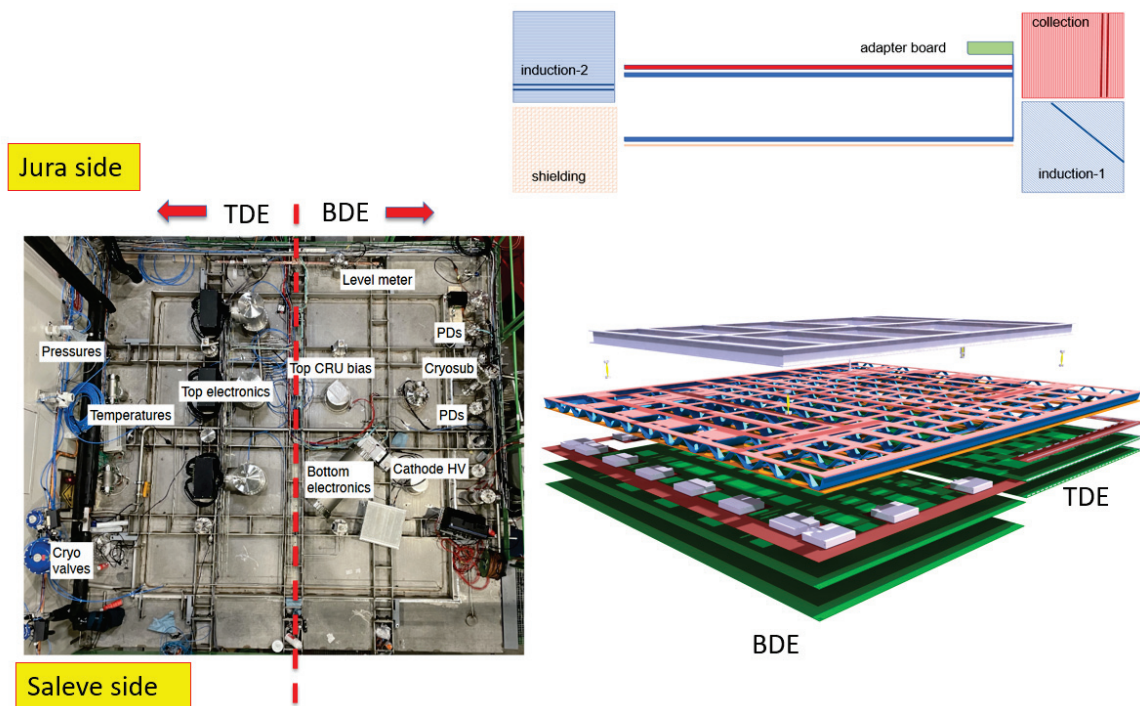 collection
adapter board
induction-2
shielding
induction-1
Jura side
TDE
BDE
Level meter
PDs
Pressures
Top CRU bias
Cryosub
Top electronics
Temperatures
PDs
Bottom
electronics
Cathode HV
Cryo
valves
TDE
BDE
Saleve side